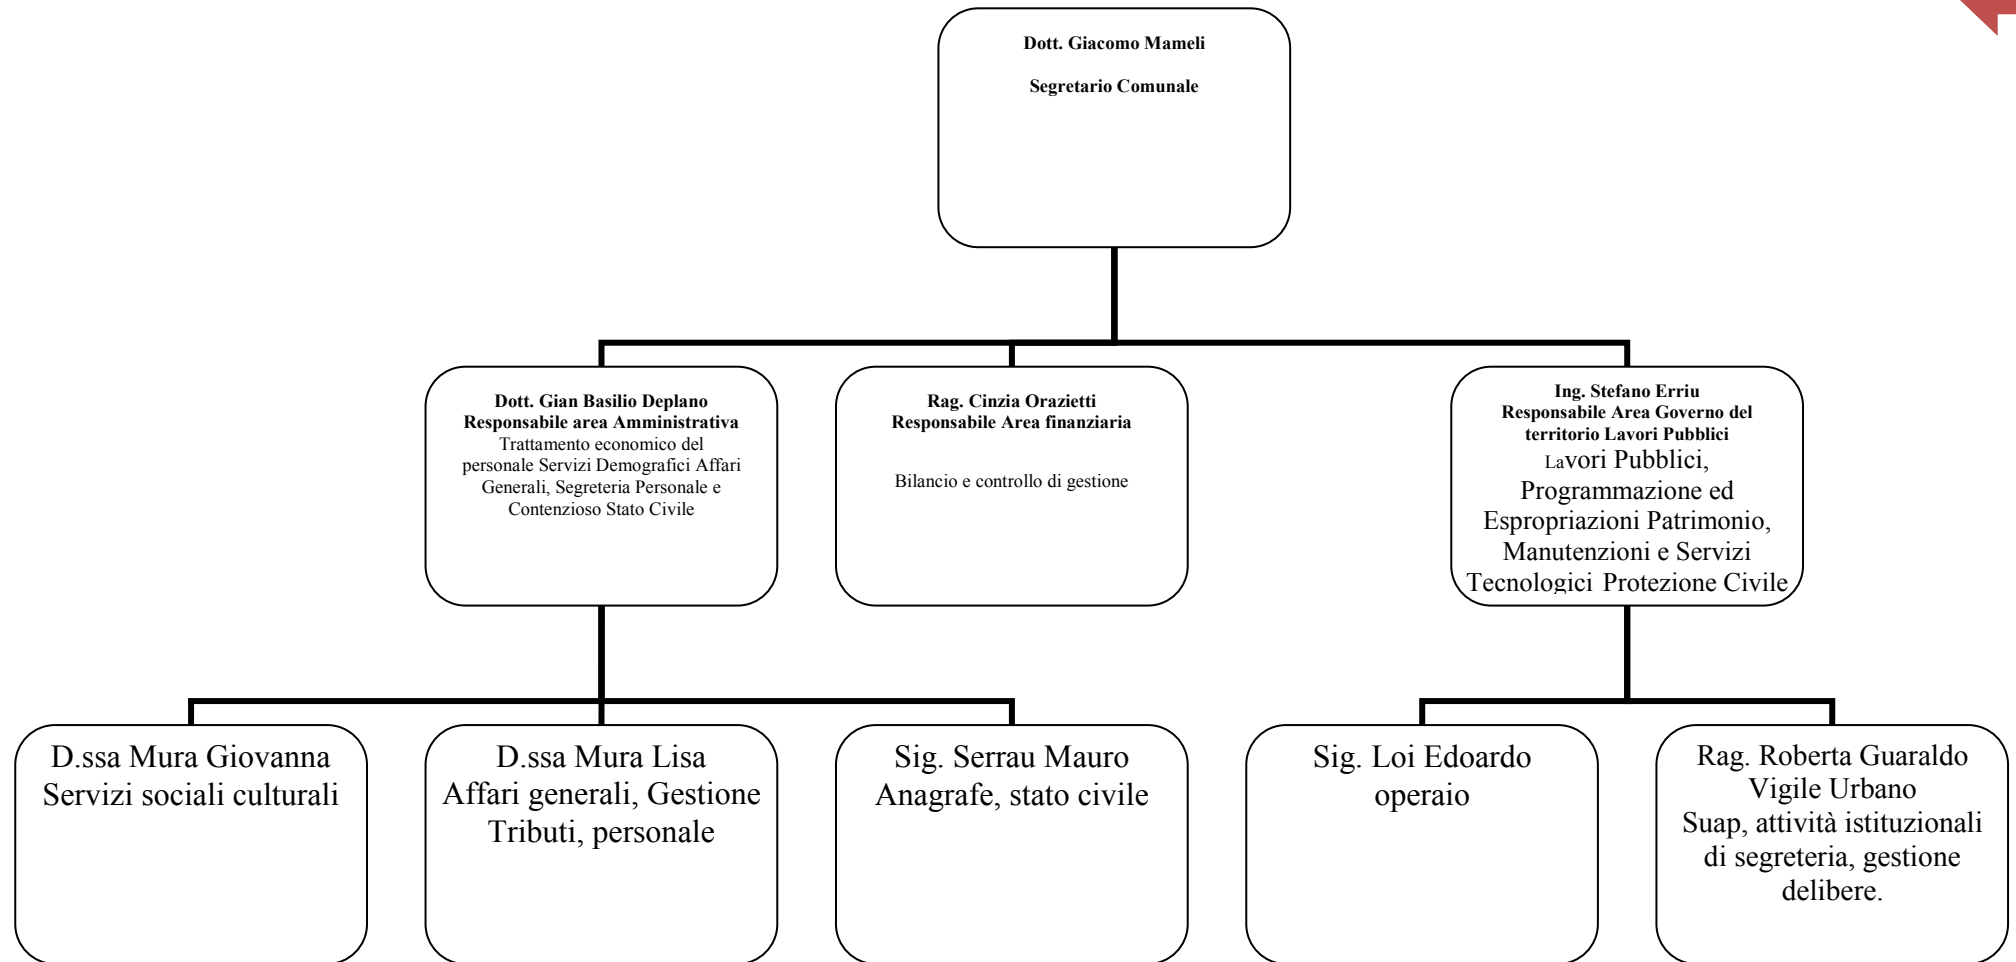 Dott. Giacomo Mameli
Segretario Comunale
Dott. Gian Basilio Deplano
Responsabile area Amministrativa
Trattamento economico del
personale Servizi Demografici Affari
Generali, Segreteria Personale e
Contenzioso Stato Civile
Rag. Cinzia Orazietti
Responsabile Area finanziaria
Bilancio e controllo di gestione
Ing. Stefano Erriu
Responsabile Area Governo del
territorio Lavori Pubblici
Lavori Pubblici,
Programmazione ed
Espropriazioni Patrimonio,
Manutenzioni e Servizi
Tecnologici Protezione Civile
D.ssa Mura Giovanna
Servizi sociali culturali
D.ssa Mura Lisa
Affari generali, Gestione
Tributi, personale
Sig. Serrau Mauro
Anagrafe, stato civile
Sig. Loi Edoardo
operaio
Rag. Roberta Guaraldo
Vigile Urbano
Suap, attività istituzionali
di segreteria, gestione
delibere.